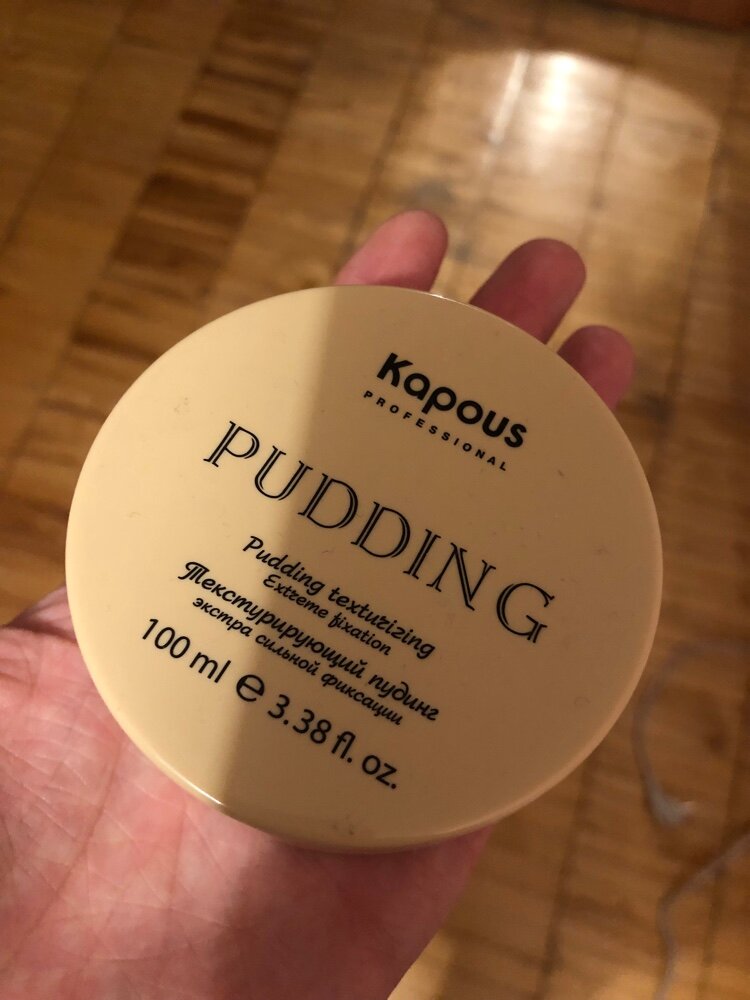 Kapous
PROFESSIONAL
PUDDING
Pudding texturizing
Extreme fixation
Текстурирующий пудинг
экстра сильной фиксации
100 ml ℮ 3.38 fl. oz.